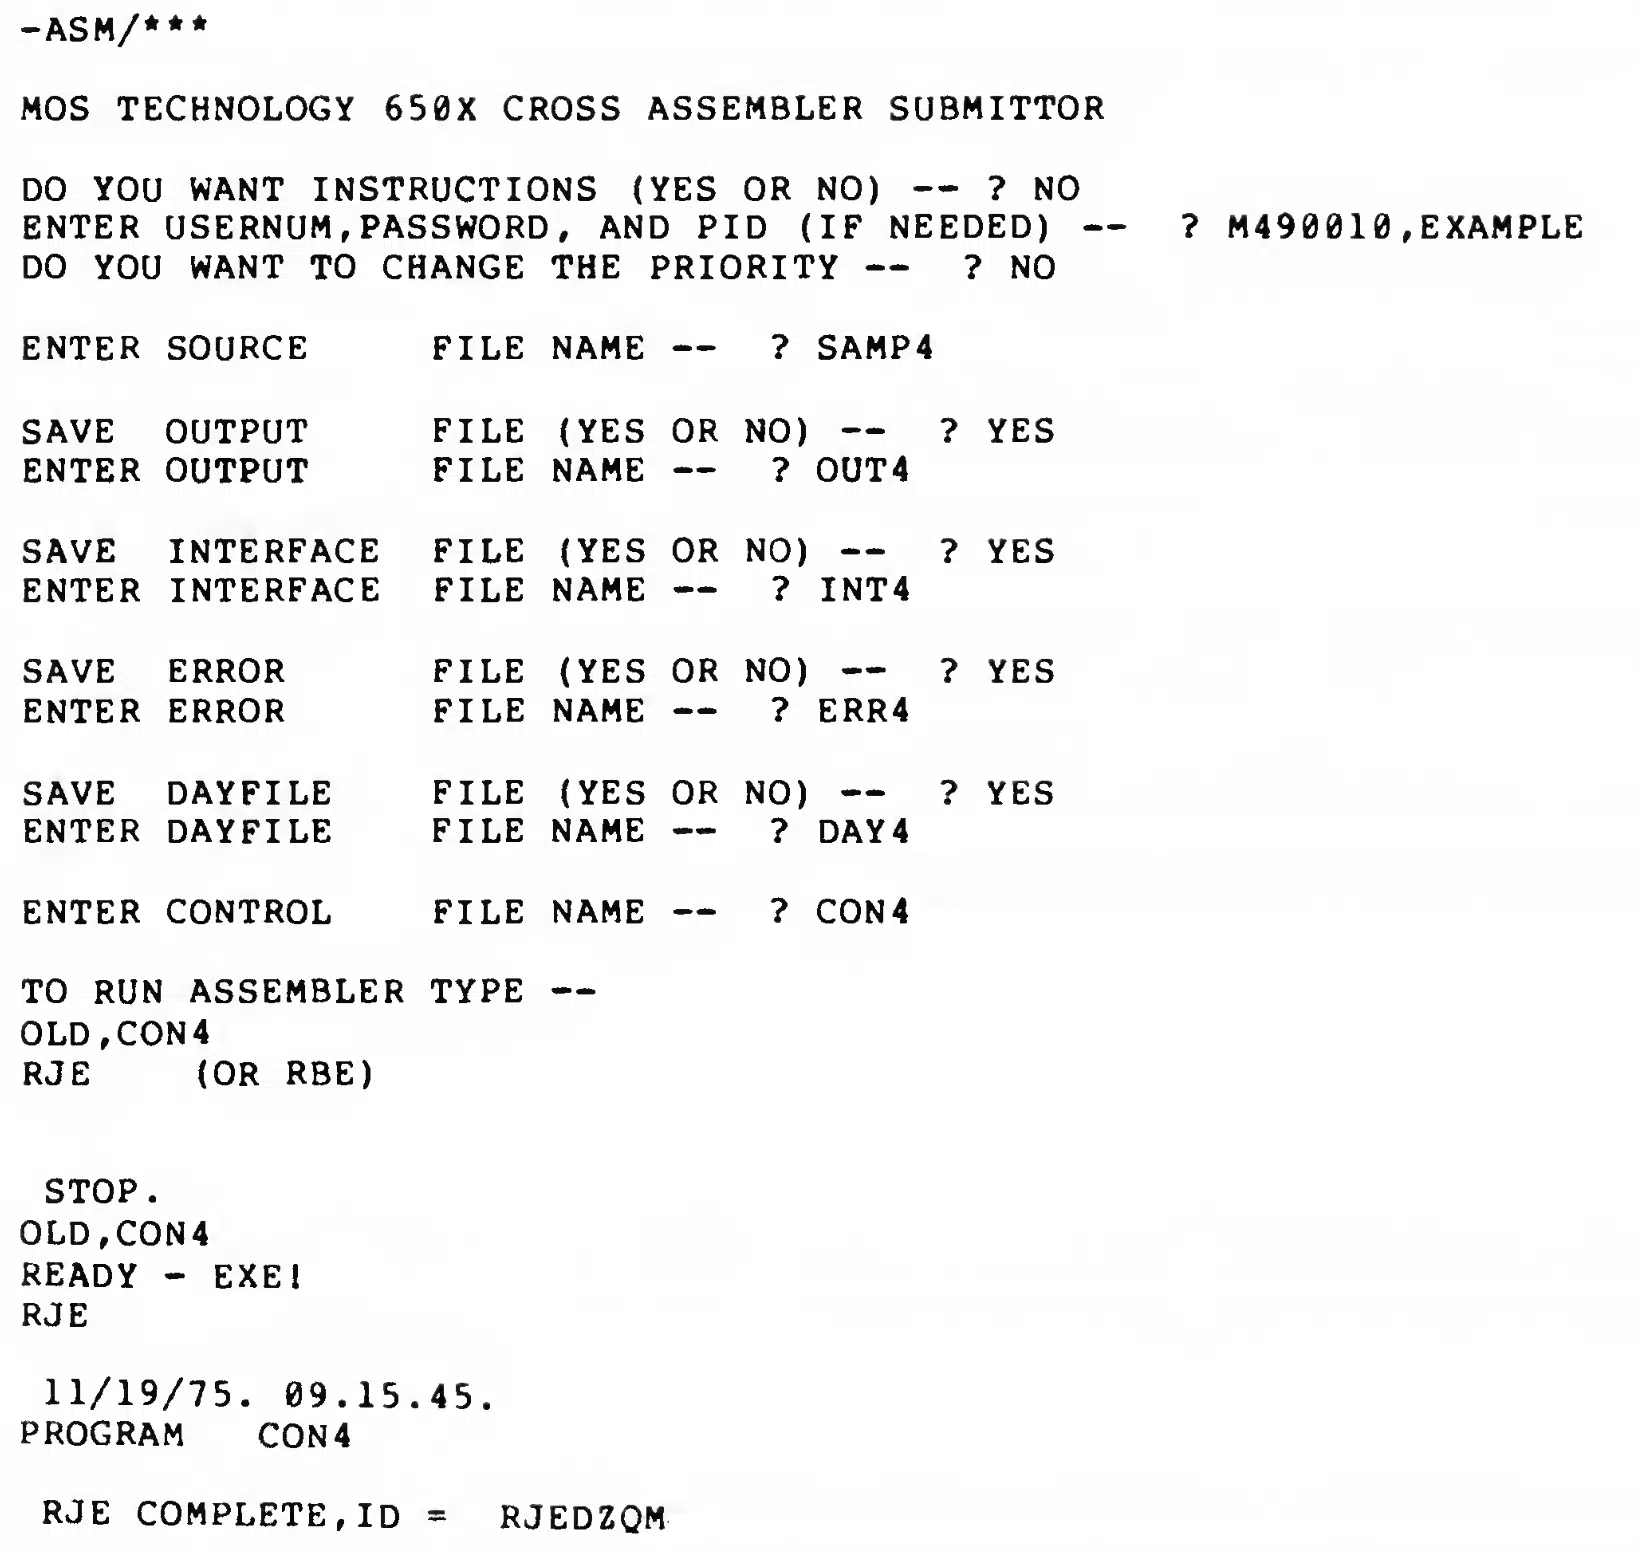 -ASM/***
MOS TECHNOLOGY 650X CROSS ASSEMBLER SUBMITTOR
DO YOU WANT INSTRUCTIONS (YES OR NO) -- ? NO
ENTER USERNUM,PASSWORD, AND PID (IF NEEDED) --  ? M490010,EXAMPLE
DO YOU WANT TO CHANGE THE PRIORITY --  ? NO
ENTER SOURCE     FILE NAME --  ? SAMP4
SAVE  OUTPUT     FILE (YES OR NO) --  ? YES
ENTER OUTPUT     FILE NAME --  ? OUT4
SAVE  INTERFACE  FILE (YES OR NO) --  ? YES
ENTER INTERFACE  FILE NAME --  ? INT4
SAVE  ERROR      FILE (YES OR NO) --  ? YES
ENTER ERROR      FILE NAME --  ? ERR4
SAVE  DAYFILE    FILE (YES OR NO) --  ? YES
ENTER DAYFILE    FILE NAME --  ? DAY4
ENTER CONTROL    FILE NAME --  ? CON4
TO RUN ASSEMBLER TYPE --
OLD,CON4
RJE    (OR RBE)
STOP.
OLD,CON4
READY - EXE!
RJE
11/19/75. 09.15.45.
PROGRAM   CON4
RJE COMPLETE,ID =  RJEDZQM